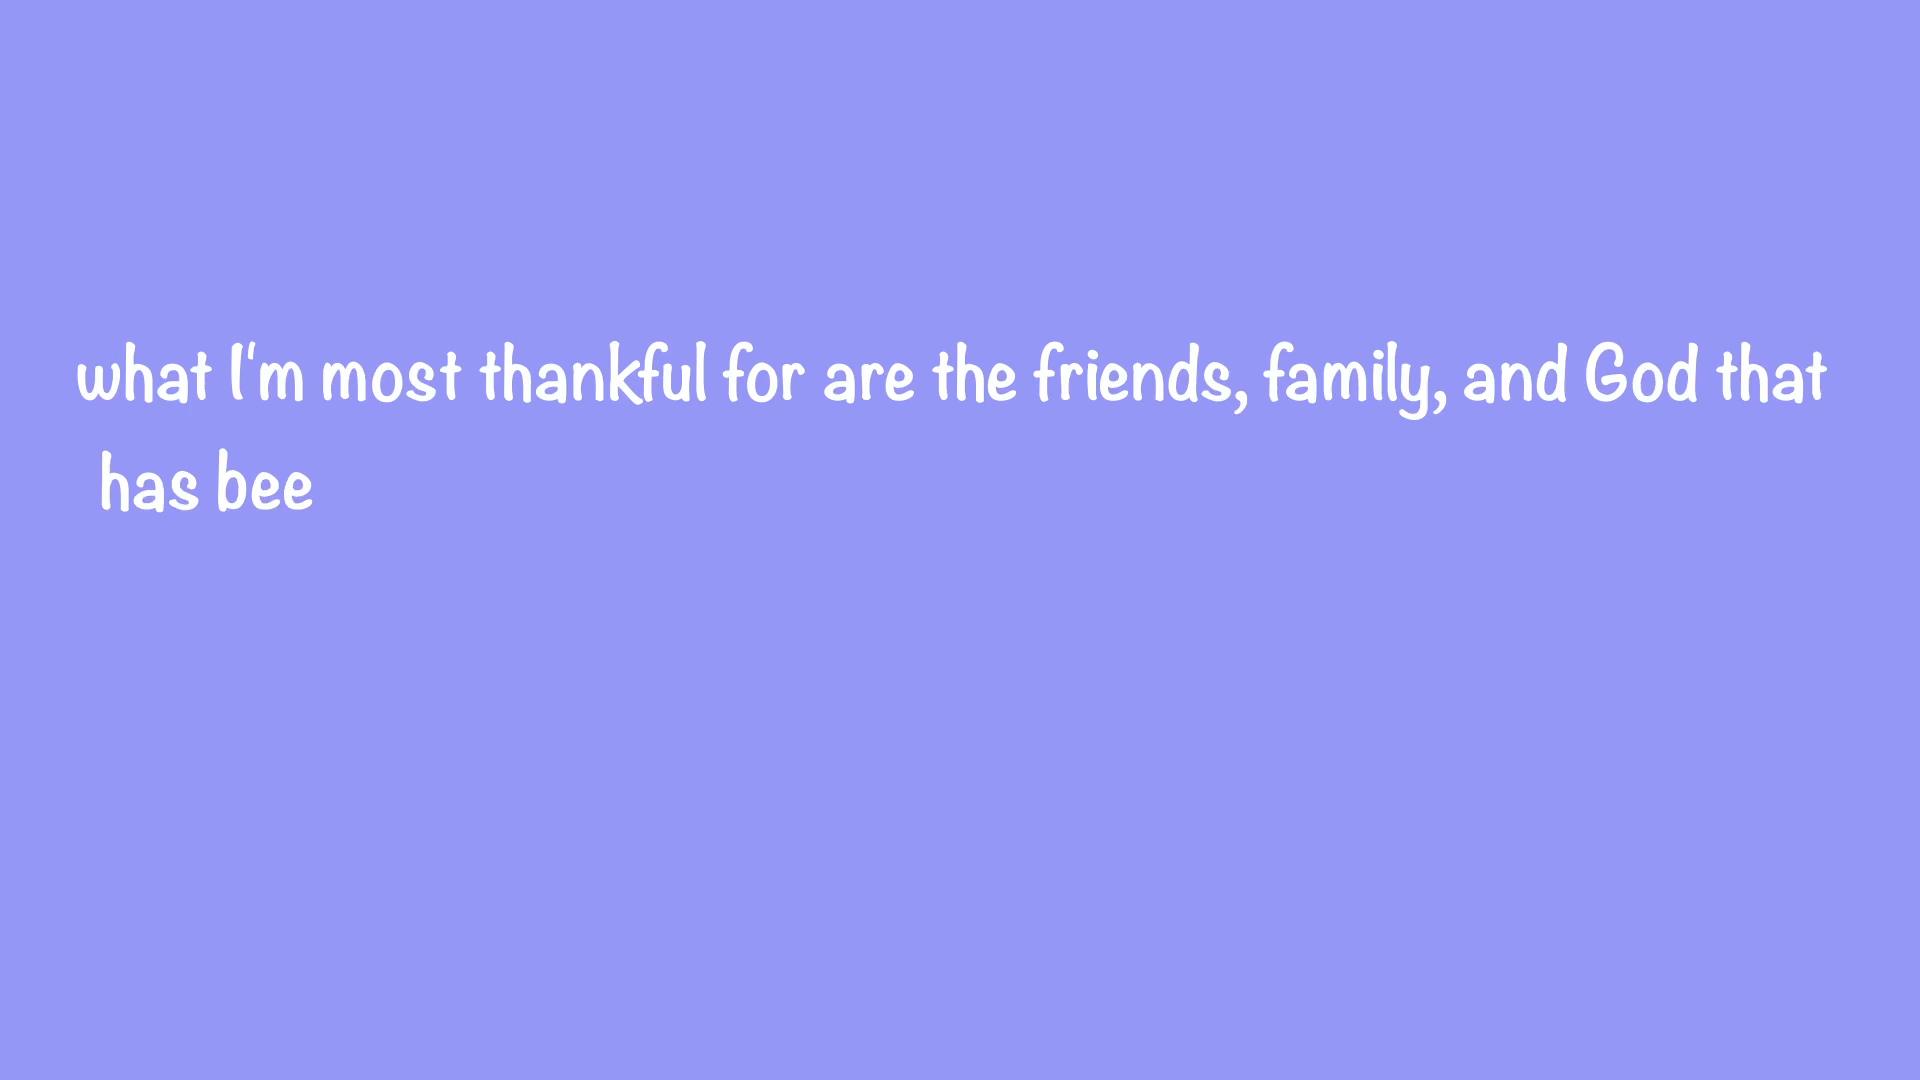 what I'm most thankful for are the friends, family, and God that
has bee